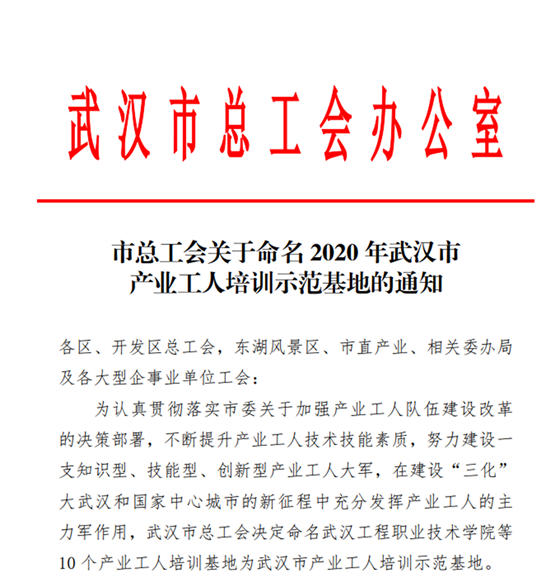 武汉市总工会办公室
市总工会关于命名 2020 年武汉市
产业工人培训示范基地的通知
各区、开发区总工会，东湖风景区、市直产业、相关委办局
及各大型企事业单位工会：
为认真贯彻落实市委关于加强产业工人队伍建设改革
的决策部署，不断提升产业工人技术技能素质，努力建设一
支知识型、技能型、创新型产业工人大军，在建设“三化”
大武汉和国家中心城市的新征程中充分发挥产业工人的主
力军作用，武汉市总工会决定命名武汉工程职业技术学院等
10 个产业工人培训基地为武汉市产业工人培训示范基地。